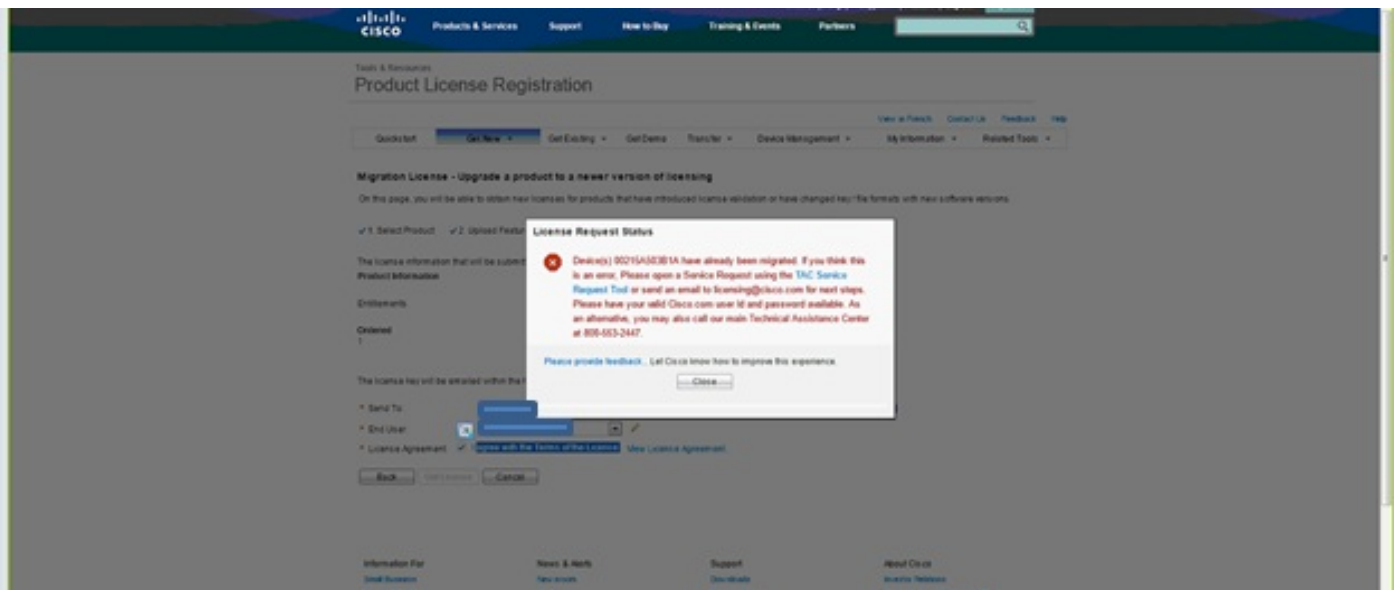 CISCO
Products & Services Support How to Buy Training & Events Partners
Tools & Resources
Product License Registration
View in French Contact Us Feedback Help
Quickstart Get New Get Existing Get Demo Transfer Device Management My Information Related Tools
Migration License - Upgrade a product to a newer version of licensing
On this page, you will be able to obtain new licenses for products that have introduced license validation or have changed key / file formats with new software versions.
1. Select Product 2. Upload Featur
License Request Status
The license information that will be submit
Product Information
Entitlements
Ordered
1
Device(s) 00215A503B1A have already been migrated. If you think this
is an error, Please open a Service Request using the TAC Service
Request Tool or send an email to licensing@cisco.com for next steps.
Please have your valid Cisco.com user Id and password available. As
an alternative, you may also call our main Technical Assistance Center
at 800-553-2447.
Please provide feedback... Let Cisco know how to improve this experience.
Close
The license key will be emailed within the
* Send To
* End User
* License Agreement I agree with the Terms of the License View License Agreement
Back Get License Cancel
Information For News & Alerts Support About Cisco
Small Business Newsroom Downloads Investor Relations